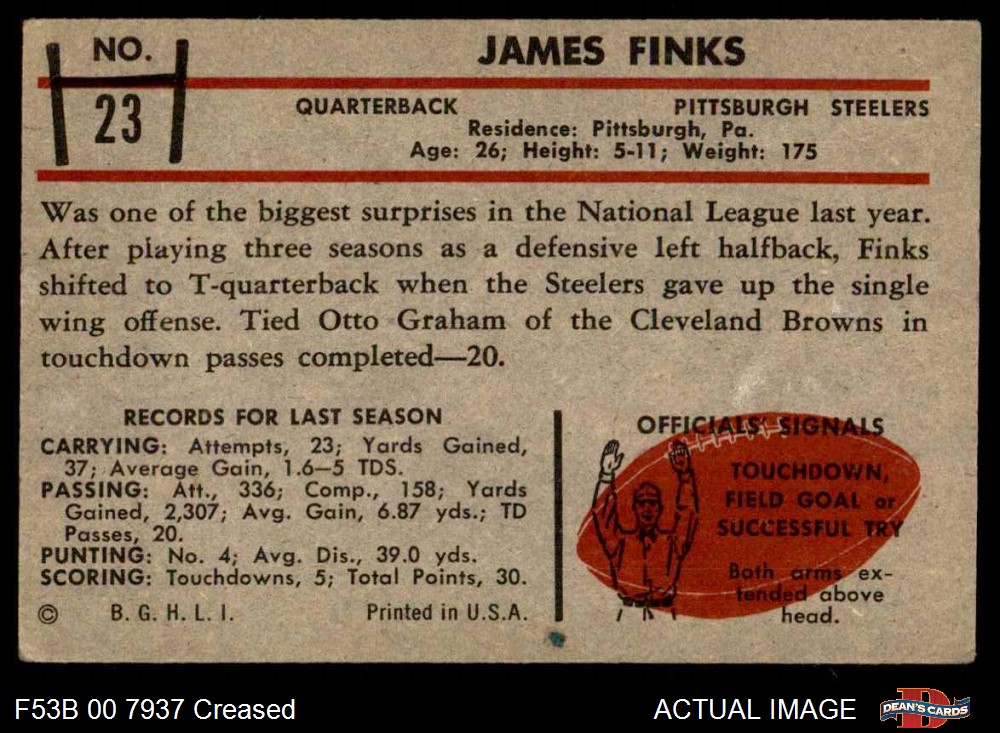 NO.
23
JAMES FINKS
QUARTERBACK PITTSBURGH STEELERS
Residence: Pittsburgh, Pa.
Age: 26; Height: 5-11; Weight: 175
Was one of the biggest surprises in the National League last year.
After playing three seasons as a defensive left halfback, Finks
shifted to T-quarterback when the Steelers gave up the single
wing offense. Tied Otto Graham of the Cleveland Browns in
touchdown passes completed—20.
RECORDS FOR LAST SEASON
CARRYING: Attempts, 23; Yards Gained,
37; Average Gain, 1.6—5 TDS.
PASSING: Att., 336; Comp., 158; Yards
Gained, 2,307; Avg. Gain, 6.87 yds.; TD
Passes, 20.
PUNTING: No. 4; Avg. Dis., 39.0 yds.
SCORING: Touchdowns, 5; Total Points, 30.
© B. G. H. L. I. Printed in U.S.A.
OFFICIALS' SIGNALS
TOUCHDOWN,
FIELD GOAL or
SUCCESSFUL TRY
Both arms ex-
tended above
head.
F53B 00 7937 Creased
ACTUAL IMAGE
D
DEAN'S CARDS